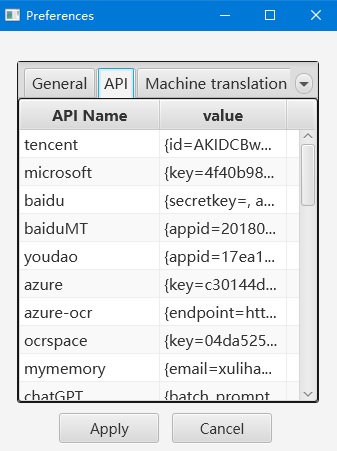 Preferences
General API Machine translation
API Name value
tencent {id=AKIDCBw...
microsoft {key=4f40b98...
baidu {secretkey=, a...
baiduMT {appid=20180...
youdao {appid=17ea1...
azure {key=c30144d...
azure-ocr {endpoint=htt...
ocrspace {key=04da525...
mymemory {email=xuliha...
chatGPT {batch_prompt...
Apply Cancel